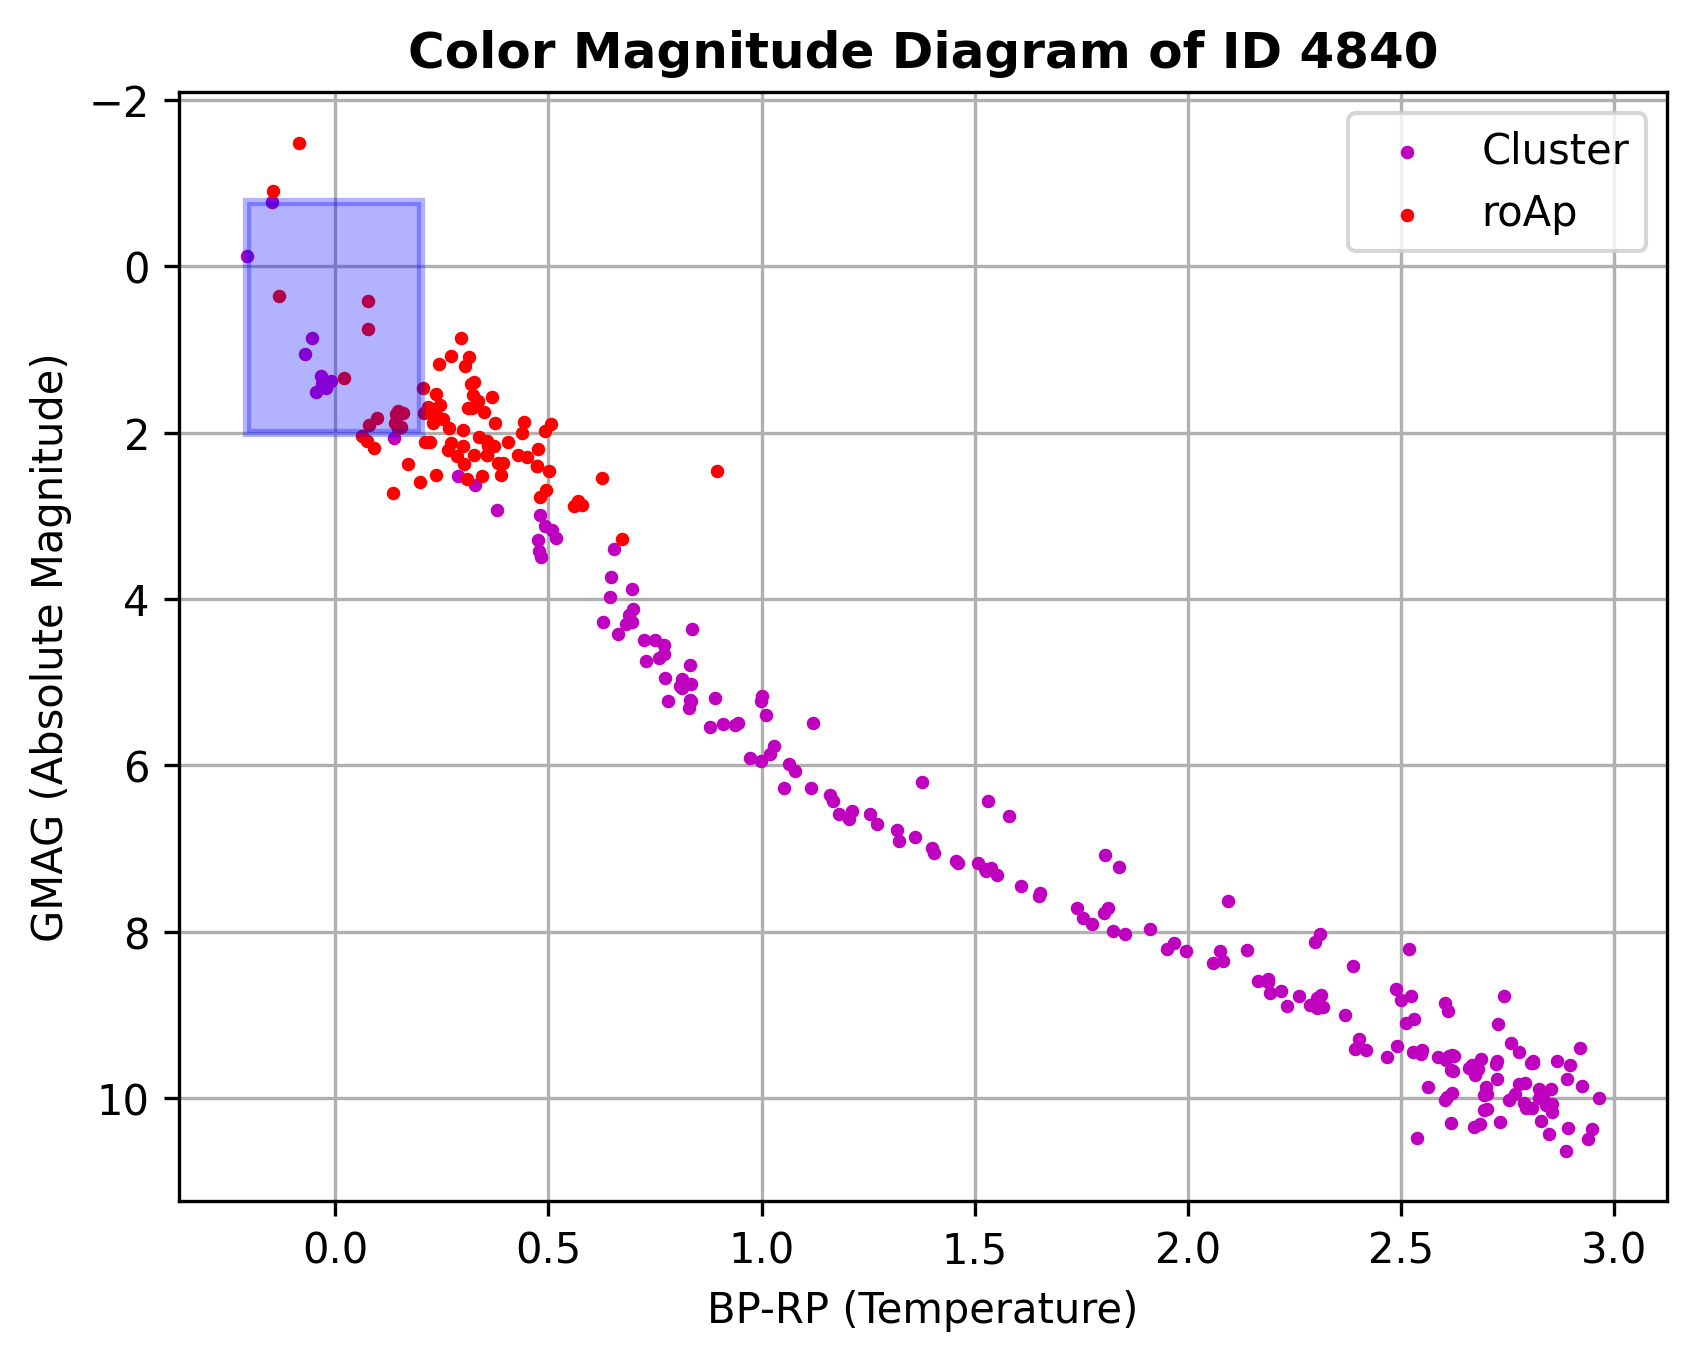 Color Magnitude Diagram of ID 4840
Cluster
roAp
GMAG (Absolute Magnitude)
−2
0
2
4
6
8
10
0.0 0.5 1.0 1.5 2.0 2.5 3.0
BP-RP (Temperature)